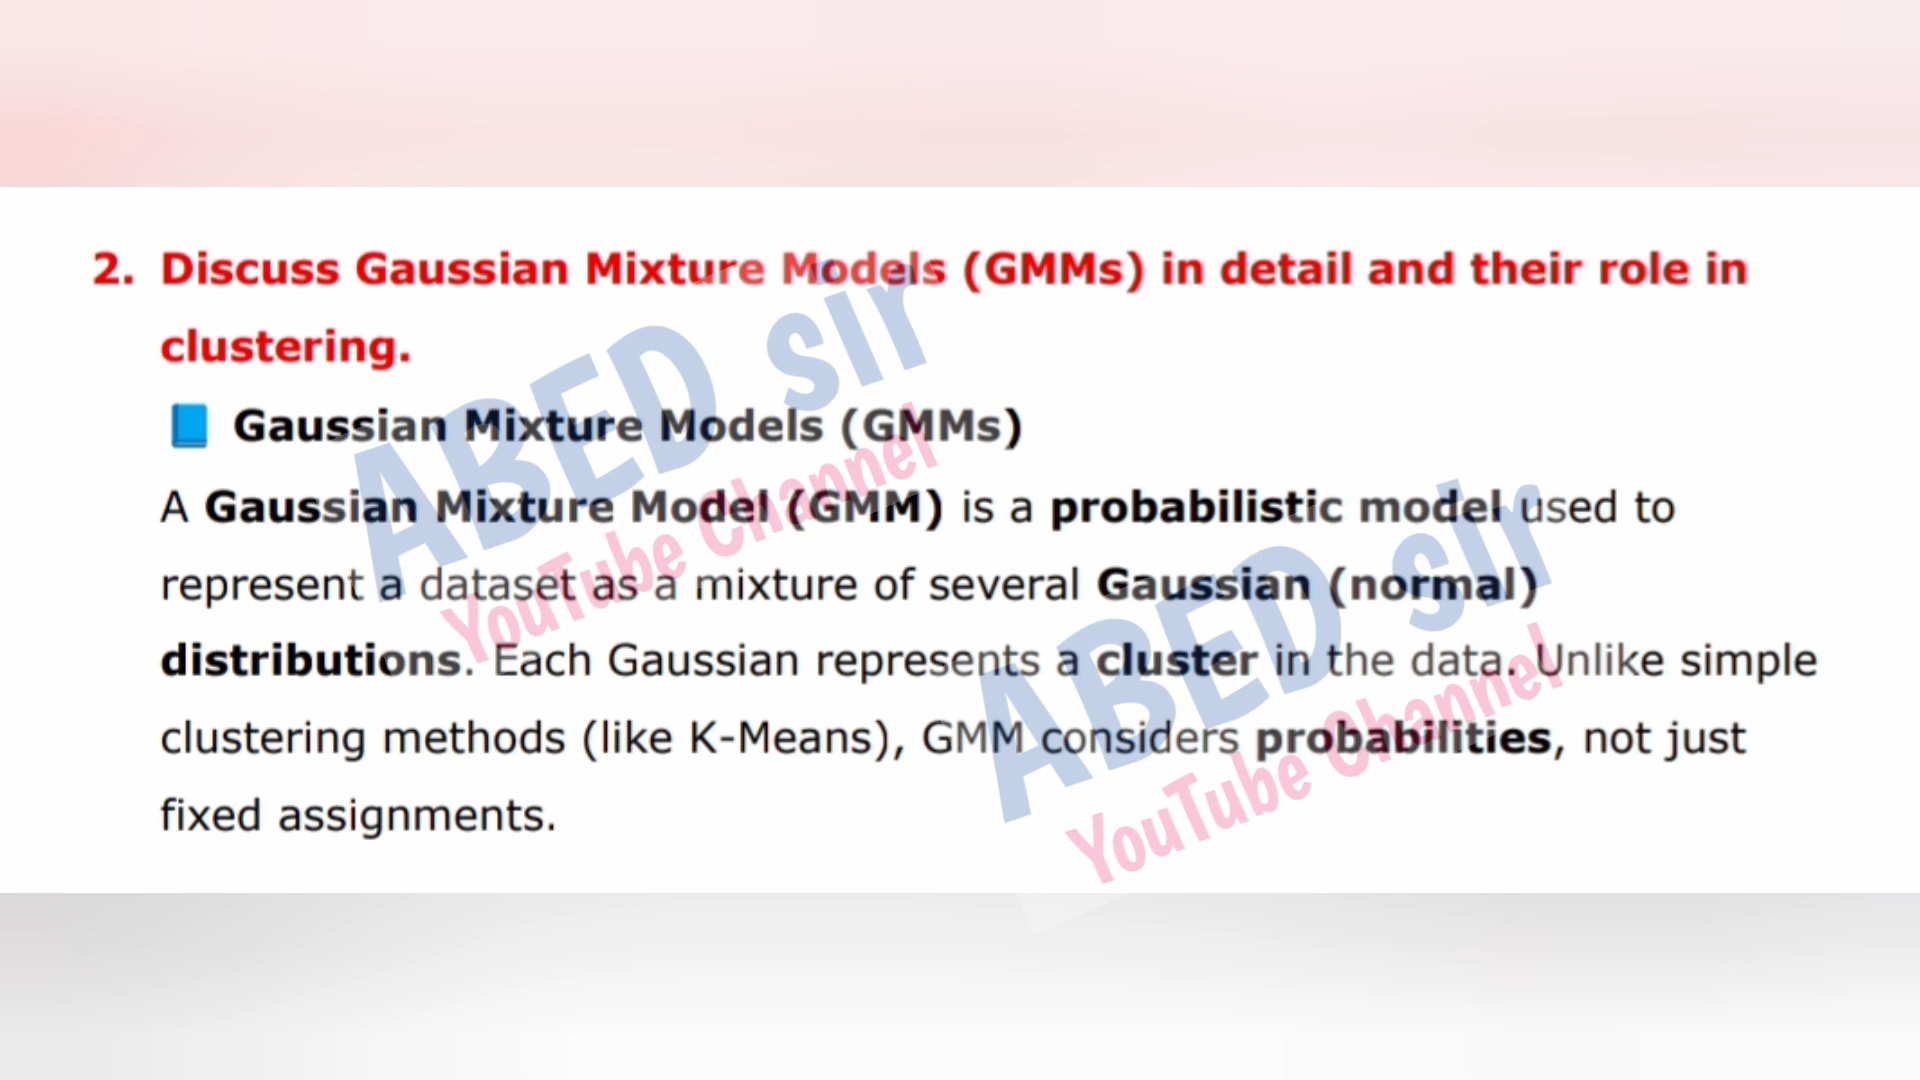 2. Discuss Gaussian Mixture Models (GMMs) in detail and their role in
clustering.
📘 Gaussian Mixture Models (GMMs)
A Gaussian Mixture Model (GMM) is a probabilistic model used to
represent a dataset as a mixture of several Gaussian (normal)
distributions. Each Gaussian represents a cluster in the data. Unlike simple
clustering methods (like K-Means), GMM considers probabilities, not just
fixed assignments.
ABED sir
YouTube Channel
ABED sir
YouTube Channel